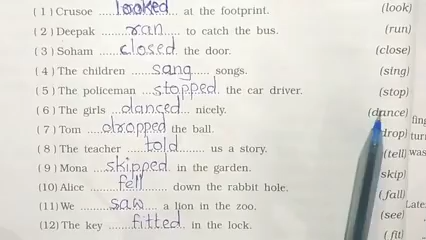 (1) Crusoe ....looked.... at the footprint. (look)
(2) Deepak ....ran.... to catch the bus. (run)
(3) Soham ....closed.... the door. (close)
(4) The children ....sang.... songs. (sing)
(5) The policeman ....stopped.... the car driver. (stop)
(6) The girls ....danced.... nicely. (dance)
(7) Tom ....dropped.... the ball. (drop)
(8) The teacher ....told.... us a story. (tell)
(9) Mona ....skipped.... in the garden. (skip)
(10) Alice ....fell.... down the rabbit hole. (fall)
(11) We ....saw.... a lion in the zoo. (see)
(12) The key ....fitted.... in the lock. (fit)
was